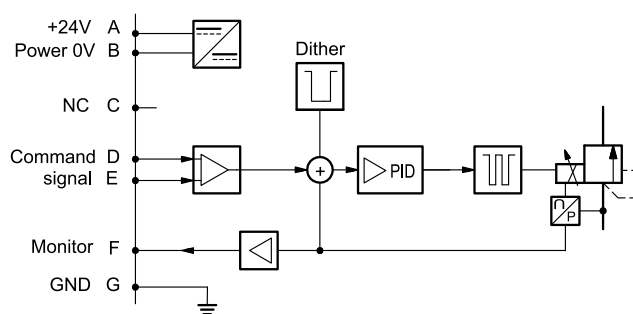 +24V A
Power 0V B
Dither
NC C
Command D
signal E
+
PID
Monitor F
GND G
P